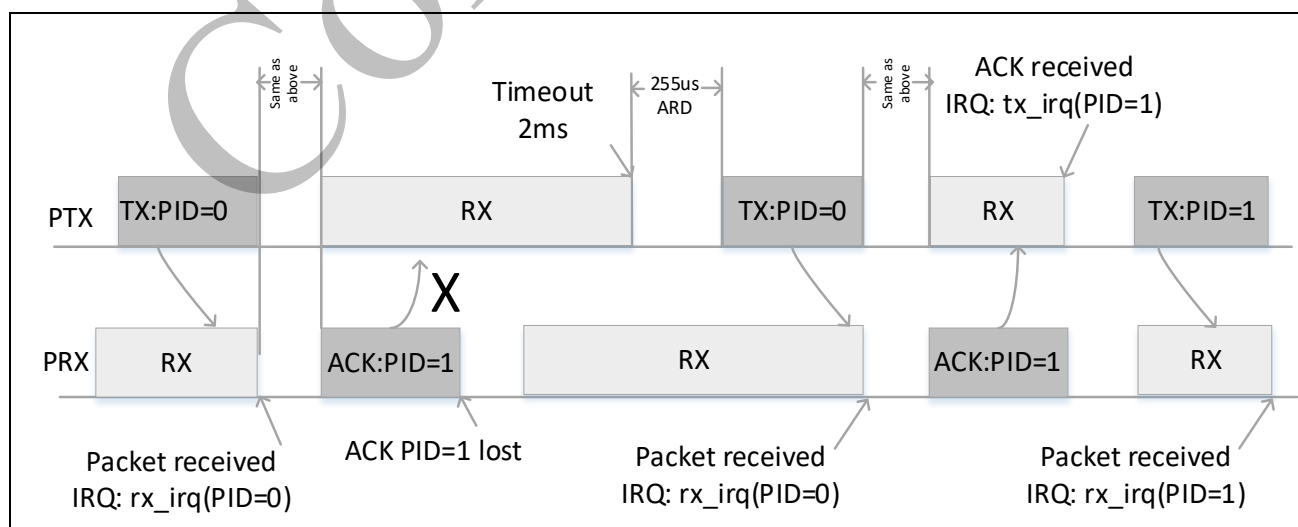 Same as
above
Timeout
2ms
255us
ARD
Same as
above
ACK received
IRQ: tx_irq(PID=1)
PTX
TX:PID=0
RX
TX:PID=0
RX
TX:PID=1
X
PRX
RX
ACK:PID=1
RX
ACK:PID=1
RX
Packet received
IRQ: rx_irq(PID=0)
ACK PID=1 lost
Packet received
IRQ: rx_irq(PID=0)
Packet received
IRQ: rx_irq(PID=1)